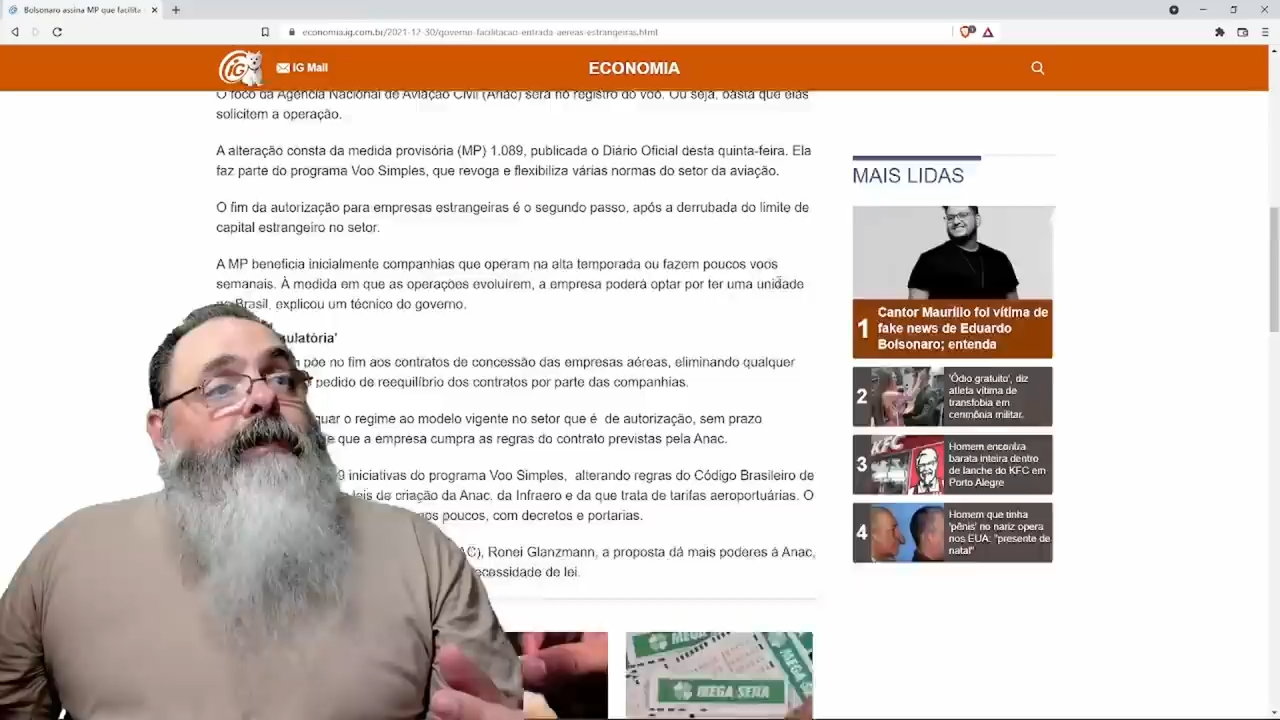 Bolsonaro assina MP que facilita
economia.ig.com.br/2021-12-30/governo-facilitacao-entrada-aereas-estrangeiras.html
iG
iG Mail
ECONOMIA
O foco da Agência Nacional de Aviação Civil (Anac) será no registro do voo. Ou seja, basta que elas
solicitem a operação.
A alteração consta da medida provisória (MP) 1.089, publicada o Diário Oficial desta quinta-feira. Ela
faz parte do programa Voo Simples, que revoga e flexibiliza várias normas do setor da aviação.
O fim da autorização para empresas estrangeiras é o segundo passo, após a derrubada do limite de
capital estrangeiro no setor.
A MP beneficia inicialmente companhias que operam na alta temporada ou fazem poucos voos
semanais. À medida em que as operações evoluírem, a empresa poderá optar por ter uma unidade
Brasil, explicou um técnico do governo.
ulatória'
põe no fim aos contratos de concessão das empresas aéreas, eliminando qualquer
pedido de reequilíbrio dos contratos por parte das companhias.
quar o regime ao modelo vigente no setor que é de autorização, sem prazo
e que a empresa cumpra as regras do contrato previstas pela Anac.
9 iniciativas do programa Voo Simples, alterando regras do Código Brasileiro de
leis de criação da Anac, da Infraero e da que trata de tarifas aeroportuárias. O
aos poucos, com decretos e portarias.
AC), Ronei Glanzmann, a proposta dá mais poderes à Anac,
cessidade de lei.
MAIS LIDAS
1
Cantor Maurílio foi vítima de
fake news de Eduardo
Bolsonaro; entenda
2
'Ódio gratuito', diz
atleta vítima de
transfobia em
cerimônia militar.
3
KFC
Homem encontra
barata inteira dentro
de lanche do KFC em
Porto Alegre
4
Homem que tinha
'pênis' no nariz opera
nos EUA: "presente de
natal"
MEGA SENA
MEGA SENA